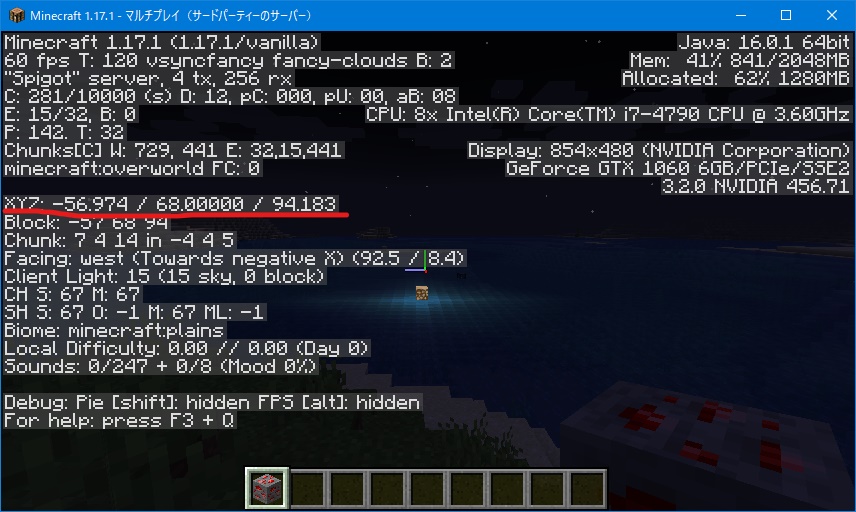 Minecraft 1.17.1 - マルチプレイ（サードパーティーのサーバー）
Minecraft 1.17.1 (1.17.1/vanilla)
60 fps T: 120 vsyncfancy fancy-clouds B: 2
"Spigot" server, 4 tx, 256 rx
C: 281/10000 (s) D: 12, pC: 000, pU: 00, aB: 08
E: 15/32, B: 0
P: 142. T: 32
Chunks[C] W: 729, 441 E: 32,15,441
minecraft:overworld FC: 0
XYZ: -56.974 / 68.00000 / 94.183
Block: -57 68 94
Chunk: 7 4 14 in -4 4 5
Facing: west (Towards negative X) (92.5 / 8.4)
Client Light: 15 (15 sky, 0 block)
CH S: 67 M: 67
SH S: 67 O: -1 M: 67 ML: -1
Biome: minecraft:plains
Local Difficulty: 0.00 // 0.00 (Day 0)
Sounds: 0/247 + 0/8 (Mood 0%)
Debug: Pie [shift]: hidden FPS [alt]: hidden
For help: press F3 + Q
Java: 16.0.1 64bit
Mem: 41% 841/2048MB
Allocated: 62% 1280MB
CPU: 8x Intel(R) Core(TM) i7-4790 CPU @ 3.60GHz
Display: 854x480 (NVIDIA Corporation)
GeForce GTX 1060 6GB/PCIe/SSE2
3.2.0 NVIDIA 456.71